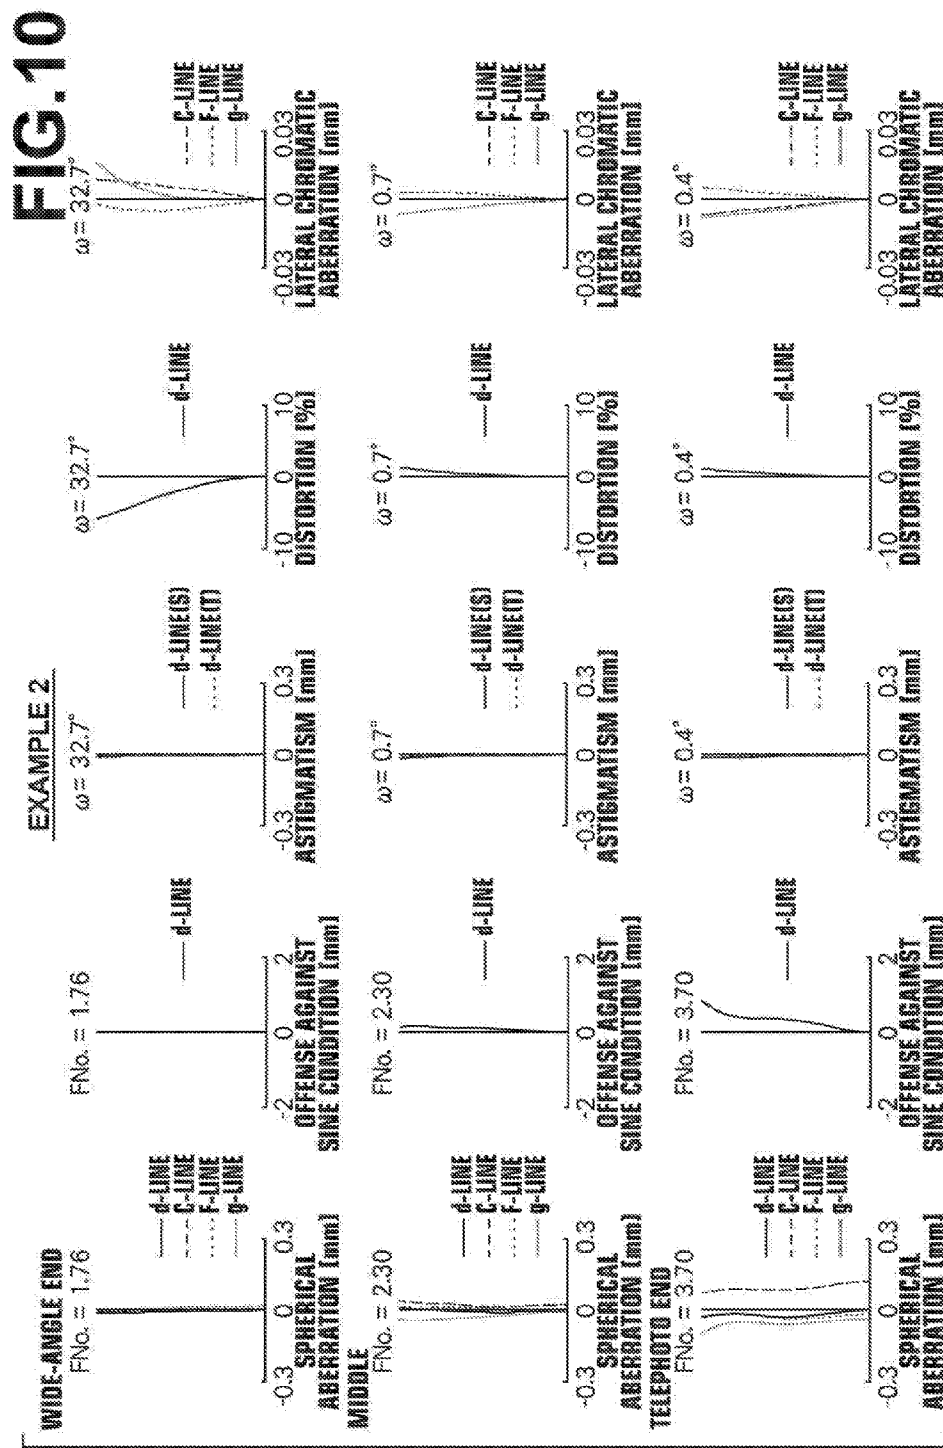 FIG.10
EXAMPLE 2
WIDE-ANGLE END
FNo. = 1.76
d-LINE
C-LINE
F-LINE
g-LINE
-0.3 0 0.3
SPHERICAL
ABERRATION [mm]
FNo. = 1.76
d-LINE
-2 0 2
OFFENSE AGAINST
SINE CONDITION [mm]
ω= 32.7°
d-LINE(S)
d-LINE(T)
-0.3 0 0.3
ASTIGMATISM [mm]
ω= 32.7°
d-LINE
-10 0 10
DISTORTION [%]
ω= 32.7°
C-LINE
F-LINE
g-LINE
-0.03 0 0.03
LATERAL CHROMATIC
ABERRATION [mm]
MIDDLE
FNo. = 2.30
d-LINE
C-LINE
F-LINE
g-LINE
-0.3 0 0.3
SPHERICAL
ABERRATION [mm]
FNo. = 2.30
d-LINE
-2 0 2
OFFENSE AGAINST
SINE CONDITION [mm]
ω= 0.7°
d-LINE(S)
d-LINE(T)
-0.3 0 0.3
ASTIGMATISM [mm]
ω= 0.7°
d-LINE
-10 0 10
DISTORTION [%]
ω= 0.7°
C-LINE
F-LINE
g-LINE
-0.03 0 0.03
LATERAL CHROMATIC
ABERRATION [mm]
TELEPHOTO END
FNo. = 3.70
d-LINE
C-LINE
F-LINE
g-LINE
-0.3 0 0.3
SPHERICAL
ABERRATION [mm]
FNo. = 3.70
d-LINE
-2 0 2
OFFENSE AGAINST
SINE CONDITION [mm]
ω= 0.4°
d-LINE(S)
d-LINE(T)
-0.3 0 0.3
ASTIGMATISM [mm]
ω= 0.4°
d-LINE
-10 0 10
DISTORTION [%]
ω= 0.4°
C-LINE
F-LINE
g-LINE
-0.03 0 0.03
LATERAL CHROMATIC
ABERRATION [mm]